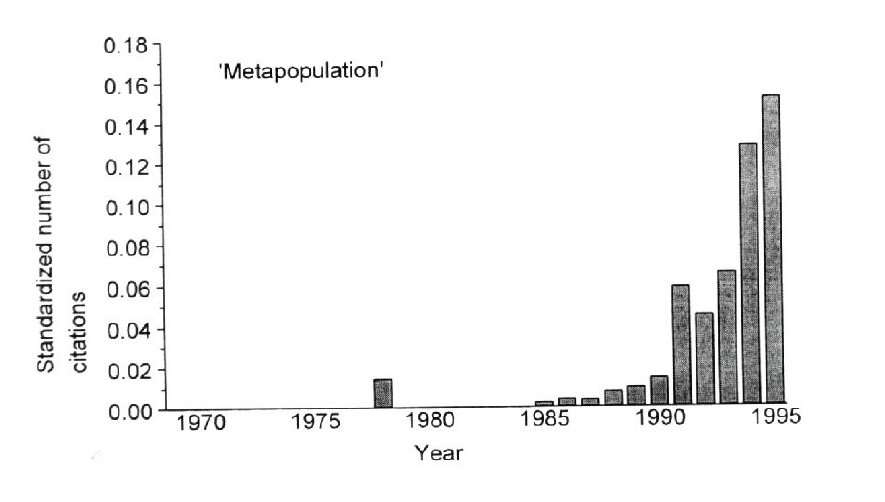 0.18
'Metapopulation'
0.16
0.14
0.12
0.10
0.08
0.06
0.04
0.02
0.00
Standardized number of
citations
1970 1975 1980 1985 1990 1995
Year